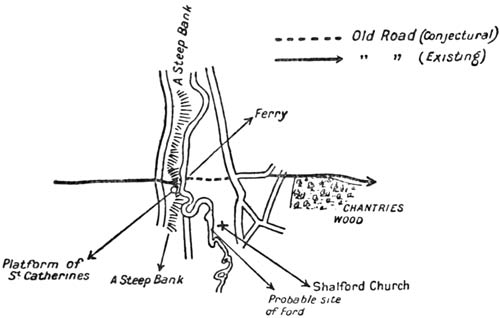 Old Road (Conjectural)
" " (Existing)
A Steep Bank
Ferry
CHANTRIES
WOOD
Platform of
St Catherines
A Steep Bank
Shalford Church
Probable site
of Ford